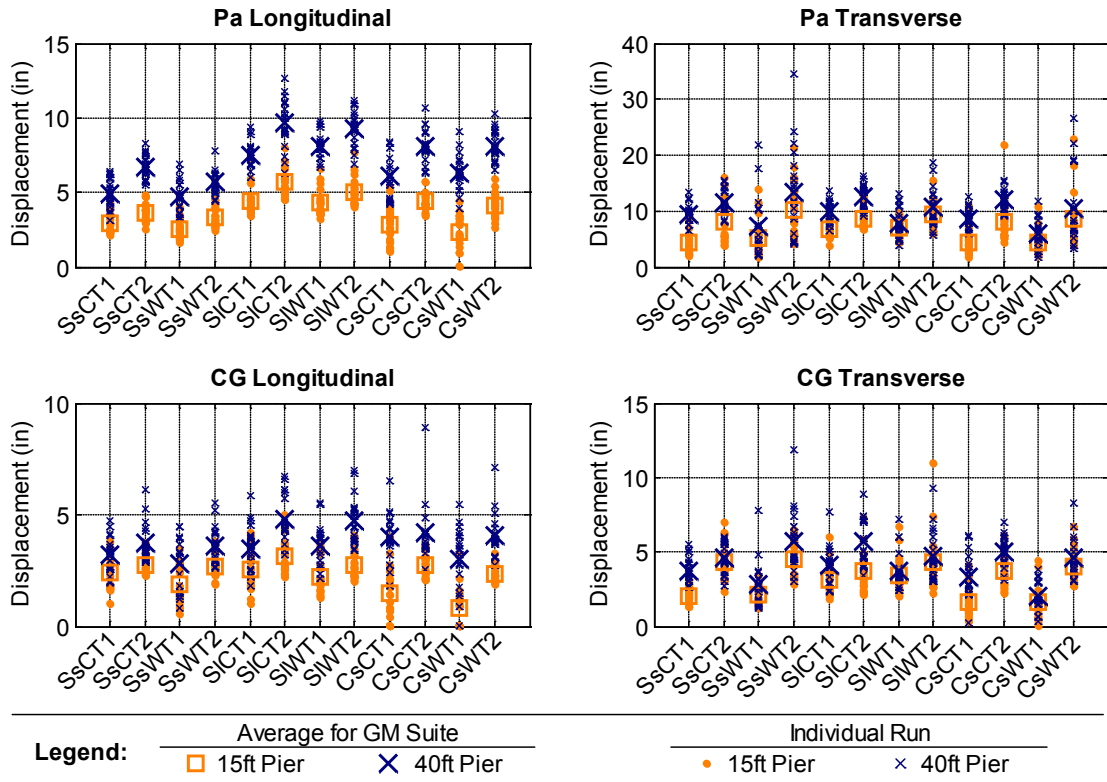 Pa Longitudinal
Displacement (in)
15
10
5
0
SsCT1 SsCT2 SsWT1 SsWT2 SlCT1 SlCT2 SlWT1 SlWT2 CsCT1 CsCT2 CsWT1 CsWT2
Pa Transverse
Displacement (in)
40
30
20
10
0
SsCT1 SsCT2 SsWT1 SsWT2 SlCT1 SlCT2 SlWT1 SlWT2 CsCT1 CsCT2 CsWT1 CsWT2
CG Longitudinal
Displacement (in)
10
5
0
SsCT1 SsCT2 SsWT1 SsWT2 SlCT1 SlCT2 SlWT1 SlWT2 CsCT1 CsCT2 CsWT1 CsWT2
CG Transverse
Displacement (in)
15
10
5
0
SsCT1 SsCT2 SsWT1 SsWT2 SlCT1 SlCT2 SlWT1 SlWT2 CsCT1 CsCT2 CsWT1 CsWT2
Legend:
Average for GM Suite
15ft Pier 40ft Pier
Individual Run
15ft Pier 40ft Pier